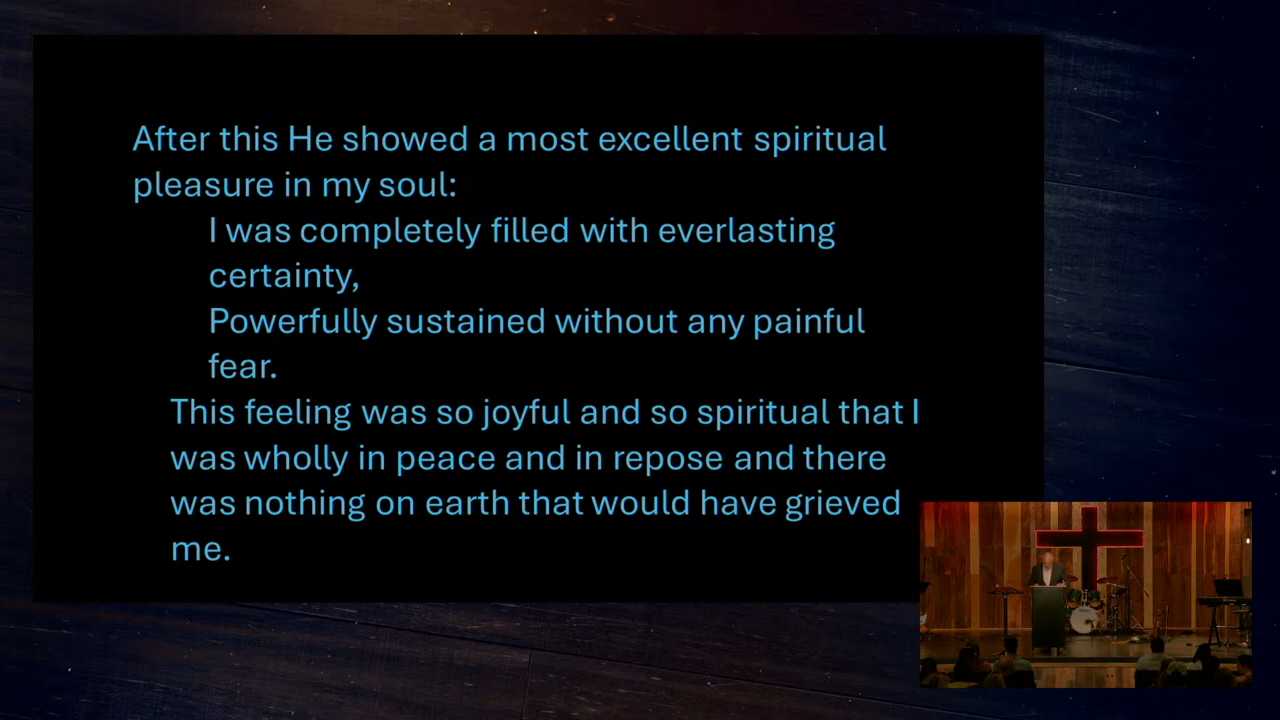 After this He showed a most excellent spiritual
pleasure in my soul:
I was completely filled with everlasting
certainty,
Powerfully sustained without any painful
fear.
This feeling was so joyful and so spiritual that I
was wholly in peace and in repose and there
was nothing on earth that would have grieved
me.